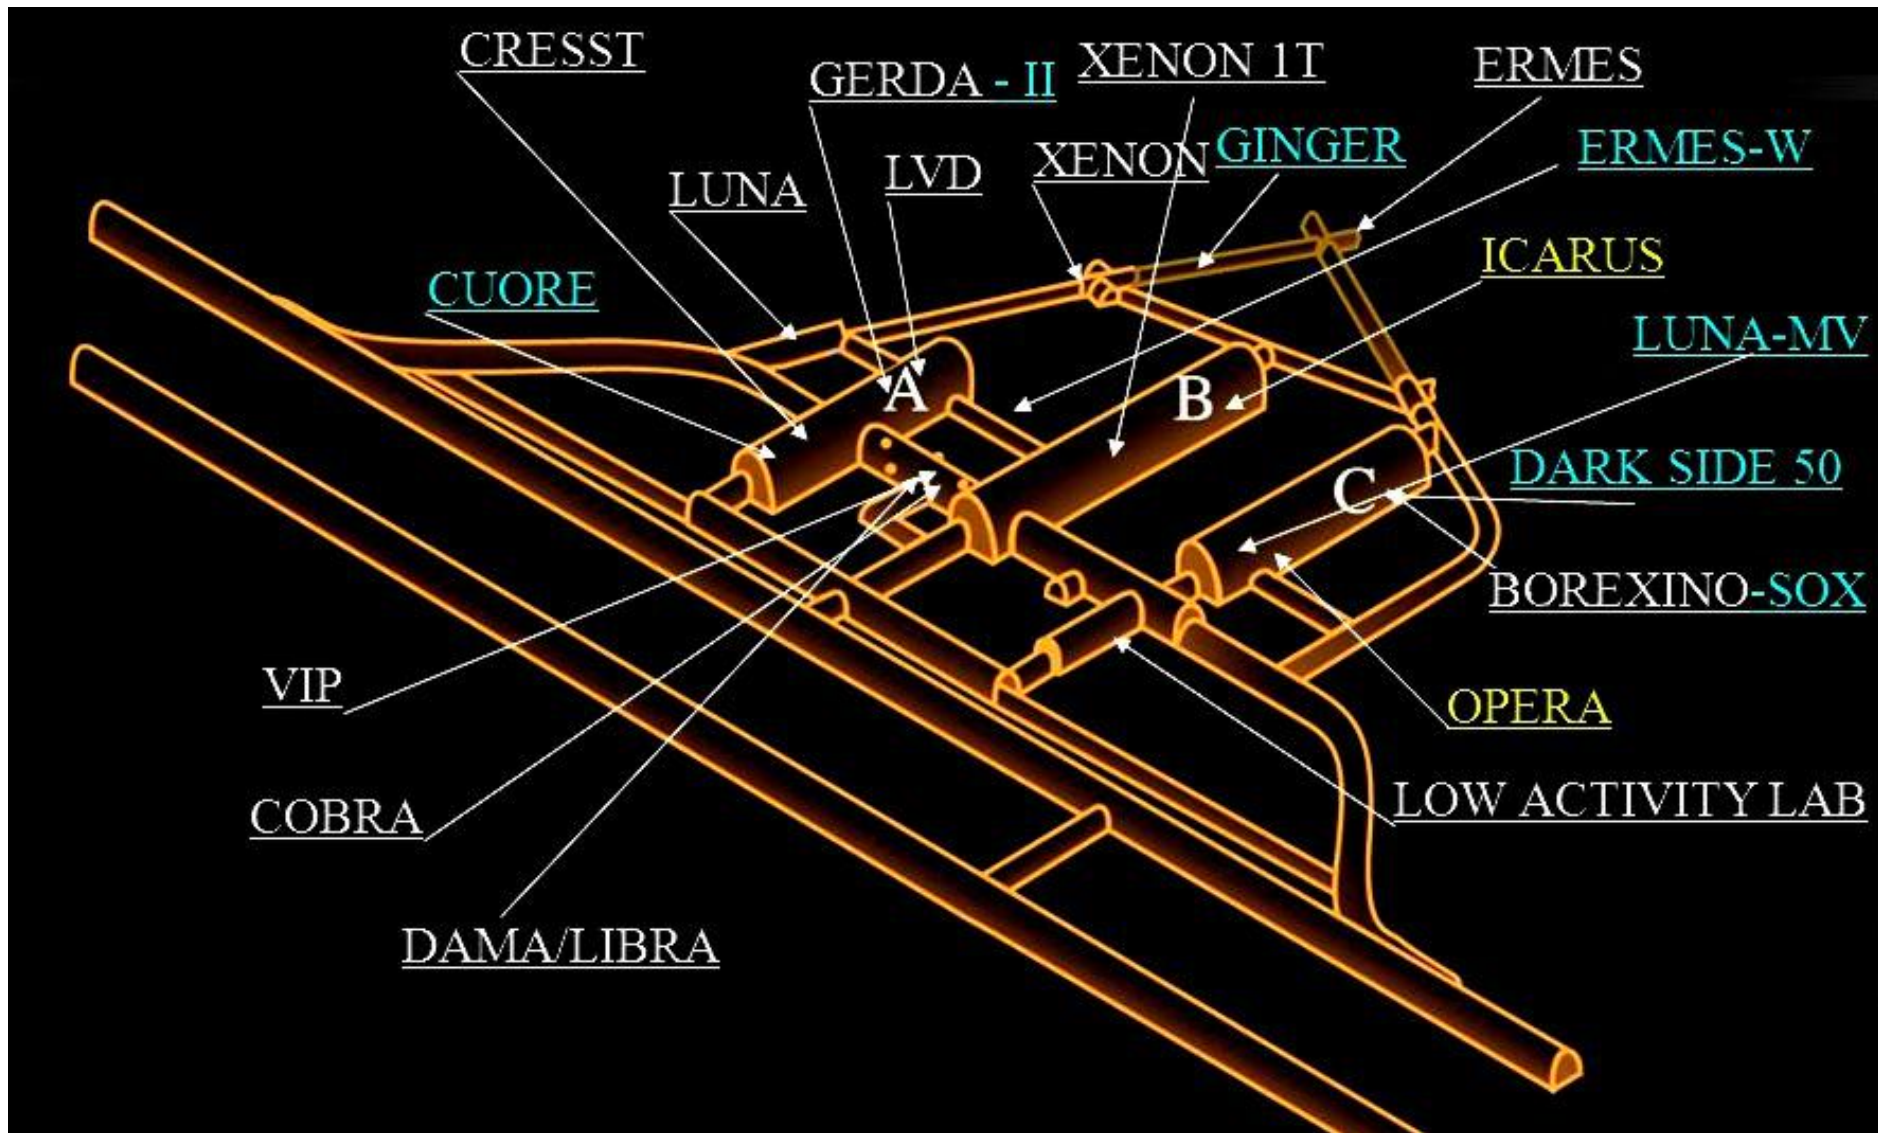 CRESST
GERDA - II
XENON 1T
ERMES
LUNA
LVD
XENON
GINGER
ERMES-W
CUORE
ICARUS
LUNA-MV
A
B
C
DARK SIDE 50
BOREXINO-SOX
VIP
OPERA
COBRA
LOW ACTIVITY LAB
DAMA/LIBRA